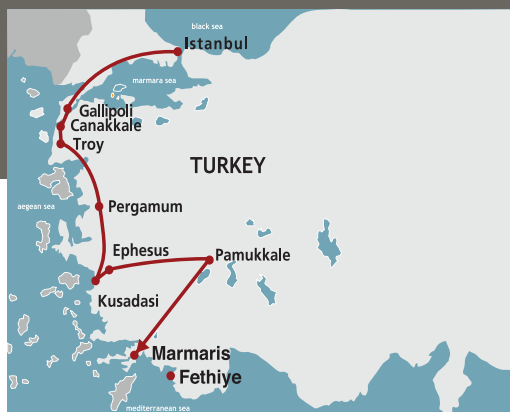 black sea
Istanbul
marmara sea
Gallipoli
Canakkale
Troy
TURKEY
aegean sea
Pergamum
Ephesus
Pamukkale
Kusadasi
Marmaris
Fethiye
mediterranean sea